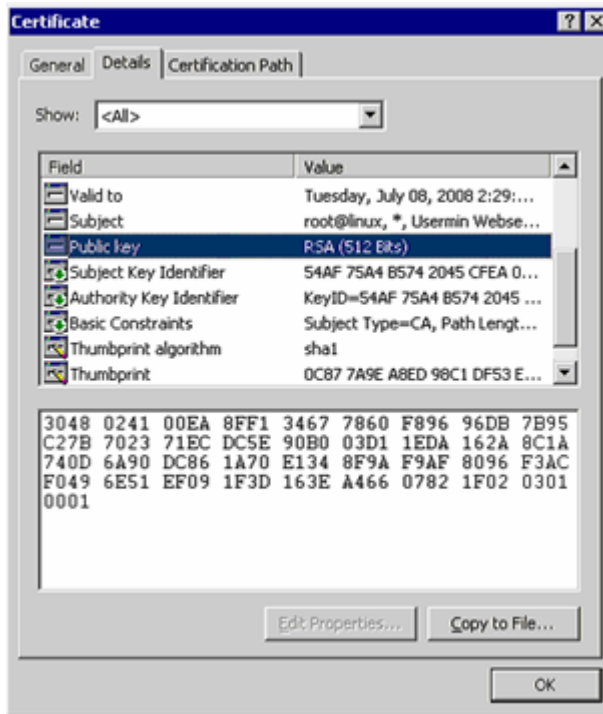 Certificate
General Details Certification Path
Show: <All>
Field Value
Valid to Tuesday, July 08, 2008 2:29:...
Subject root@linux, *, Usermin Webse...
Public key RSA (512 Bits)
Subject Key Identifier 54AF 75A4 B574 2045 CFEA 0...
Authority Key Identifier KeyID=54AF 75A4 B574 2045 ...
Basic Constraints Subject Type=CA, Path Lengt...
Thumbprint algorithm sha1
Thumbprint 0C87 7A9E A8ED 98C1 DF53 E...
3048 0241 00EA 8FF1 3467 7860 F896 96DB 7B95
C27B 7023 71EC DC5E 90B0 03D1 1EDA 162A 8C1A
740D 6A90 DC86 1A70 E134 8F9A F9AF 8096 F3AC
F049 6E51 EF09 1F3D 163E A466 0782 1F02 0301
0001
Edit Properties... Copy to File...
OK